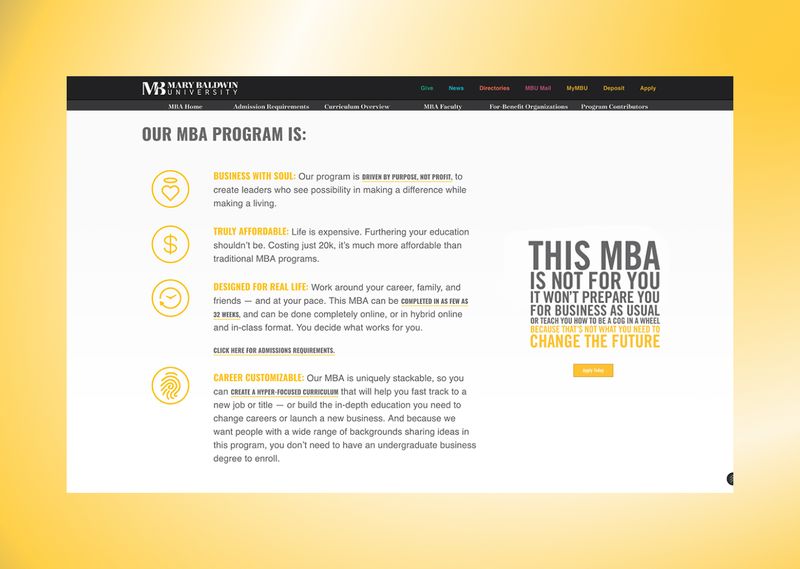 MB MARY BALDWIN
UNIVERSITY
Give News Directories MBU Mail MyMBU Deposit Apply
MBA Home Admission Requirements Curriculum Overview MBA Faculty For-Benefit Organizations Program Contributors
OUR MBA PROGRAM IS:
BUSINESS WITH SOUL: Our program is DRIVEN BY PURPOSE, NOT PROFIT, to
create leaders who see possibility in making a difference while
making a living.
$
TRULY AFFORDABLE: Life is expensive. Furthering your education
shouldn't be. Costing just 20k, it's much more affordable than
traditional MBA programs.
DESIGNED FOR REAL LIFE: Work around your career, family, and
friends — and at your pace. This MBA can be COMPLETED IN AS FEW AS
32 WEEKS, and can be done completely online, or in hybrid online
and in-class format. You decide what works for you.
CLICK HERE FOR ADMISSIONS REQUIREMENTS.
CAREER CUSTOMIZABLE: Our MBA is uniquely stackable, so you
can CREATE A HYPER-FOCUSED CURRICULUM that will help you fast track to a
new job or title — or build the in-depth education you need to
change careers or launch a new business. And because we
want people with a wide range of backgrounds sharing ideas in
this program, you don't need to have an undergraduate business
degree to enroll.
THIS MBA
IS NOT FOR YOU
IT WON'T PREPARE YOU
FOR BUSINESS AS USUAL
OR TEACH YOU HOW TO BE A COG IN A WHEEL
BECAUSE THAT'S NOT WHAT YOU NEED TO
CHANGE THE FUTURE
Apply Today